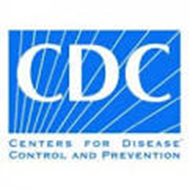 CDC
CENTERS FOR DISEASE
CONTROL AND PREVENTION